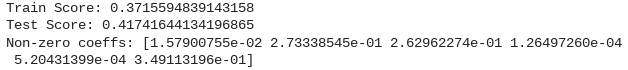 Train Score: 0.3715594839143158
Test Score: 0.41741644134196865
Non-zero coeffs: [1.57900755e-02 2.73338545e-01 2.62962274e-01 1.26497260e-04
 5.20431399e-04 3.49113196e-01]